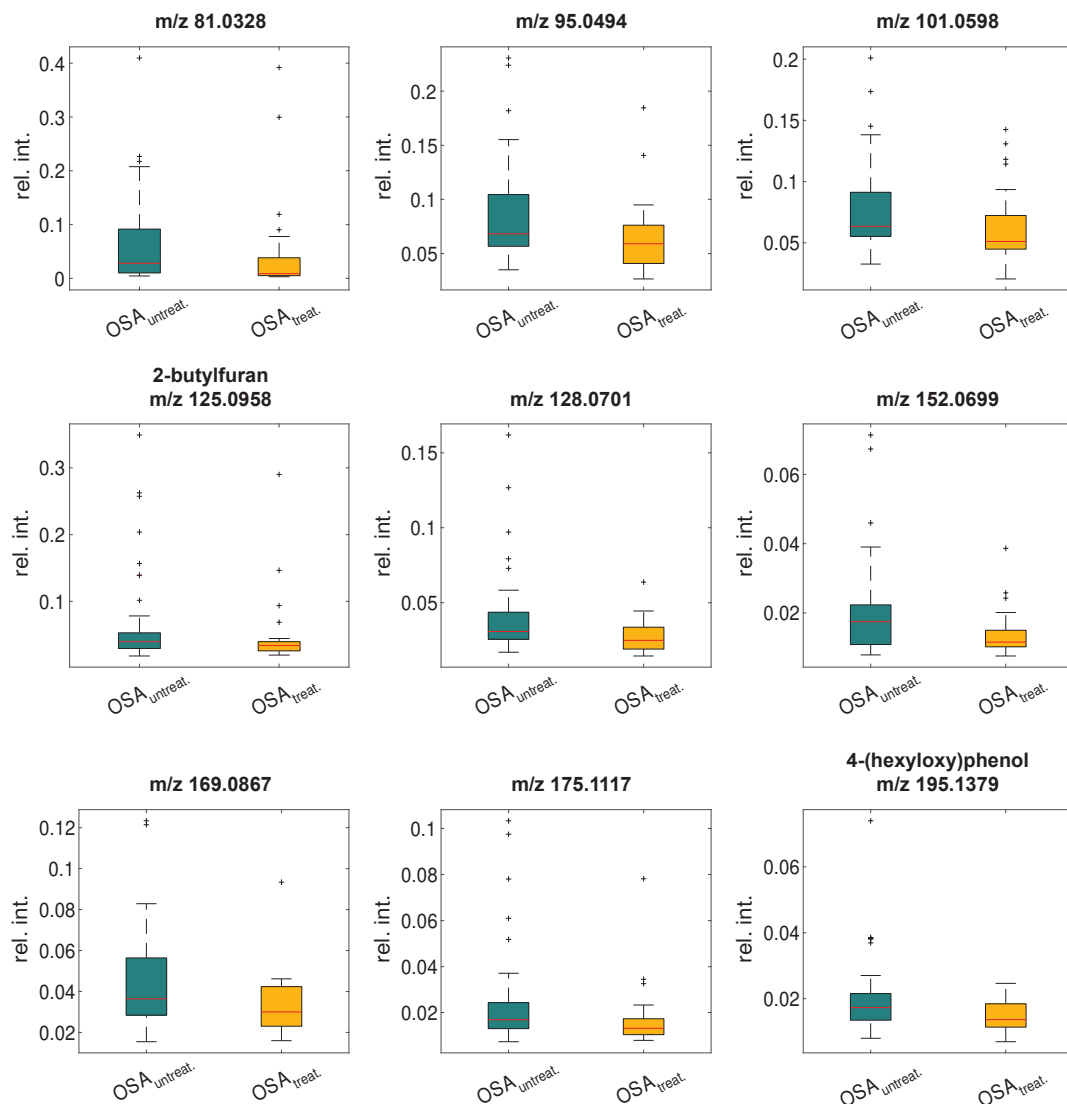 m/z 81.0328
rel. int.
0.4
0.3
0.2
0.1
0
OSAuntreat.
OSAtreat.
m/z 95.0494
rel. int.
0.2
0.15
0.1
0.05
OSAuntreat.
OSAtreat.
m/z 101.0598
rel. int.
0.2
0.15
0.1
0.05
OSAuntreat.
OSAtreat.
2-butylfuran
m/z 125.0958
rel. int.
0.3
0.2
0.1
OSAuntreat.
OSAtreat.
m/z 128.0701
rel. int.
0.15
0.1
0.05
OSAuntreat.
OSAtreat.
m/z 152.0699
rel. int.
0.06
0.04
0.02
OSAuntreat.
OSAtreat.
m/z 169.0867
rel. int.
0.12
0.1
0.08
0.06
0.04
0.02
OSAuntreat.
OSAtreat.
m/z 175.1117
rel. int.
0.1
0.08
0.06
0.04
0.02
OSAuntreat.
OSAtreat.
4-(hexyloxy)phenol
m/z 195.1379
rel. int.
0.06
0.04
0.02
OSAuntreat.
OSAtreat.